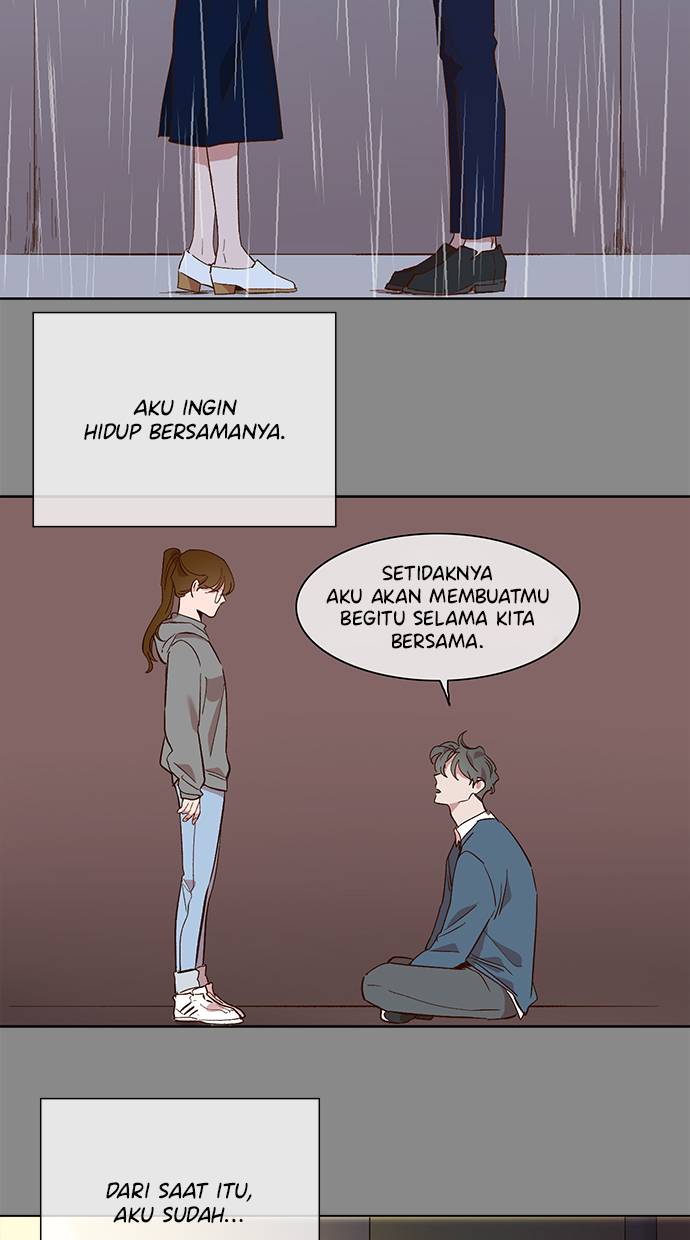 AKU INGIN
HIDUP BERSAMANYA.
SETIDAKNYA
AKU AKAN MEMBUATMU
BEGITU SELAMA KITA
BERSAMA.
DARI SAAT ITU,
AKU SUDAH...